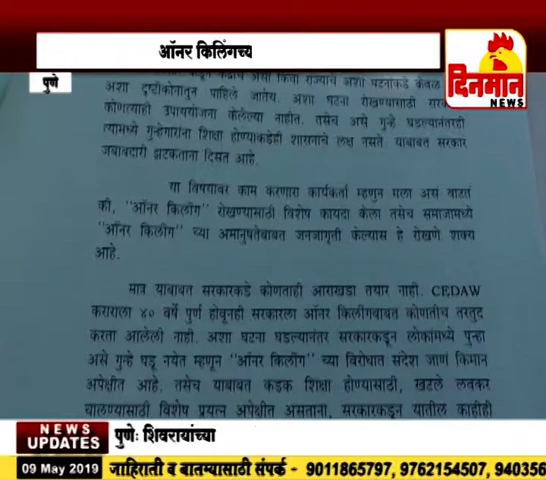 ऑनर किलिंगच्य
पुणे
दिनमान
NEWS
अशा दृष्टीकोनातून पाहिले जातेय. अशा घटना रोखण्यासाठी सर
कोणत्याही उपाययोजना केलेल्या नाहीत. तसेच असे गुन्हे घडल्यानंतरही
त्यामध्ये गुन्हेगारांना शिक्षा होण्याकडेही शासनाचे लक्ष नसते याबाबत सरकार
जबाबदारी झटकताना दिसत आहे.
या विषयावर काम करणारा कार्यकर्ता म्हणुन मला असं वाटतं
की, "ऑनर किलींग" रोखण्यासाठी विशेष कायदा केला तसेच समाजामध्ये
"ऑनर किलींग" च्या अमानुषतेबाबत जनजागृती केल्यास हे रोखणे शक्य
आहे.
मात्र याबाबत सरकारकडे कोणताही आराखडा तयार नाही. CEDAW
कराराला ४० वर्षे पुर्ण होवूनही सरकारला ऑनर किलींगबाबत कोणतीच तरतुद
करता आलेली नाही. अशा घटना घडल्यानंतर सरकारकडून लोकांमध्ये पुन्हा
असे गुन्हे घडू नयेत म्हणून "ऑनर किलींग" च्या विरोधात संदेश जाणं किमान
अपेक्षीत आहे. तसेच याबाबत कडक शिक्षा होण्यासाठी, खटले लवकर
चालण्यासाठी विशेष प्रयत्न अपेक्षीत असताना, सरकारकडून यातील काहीही
NEWS
UPDATES
पुणे: शिवरायांच्या
09 May 2019
जाहिराती व बातम्यासाठी संपर्क - 9011865797, 9762154507, 940356